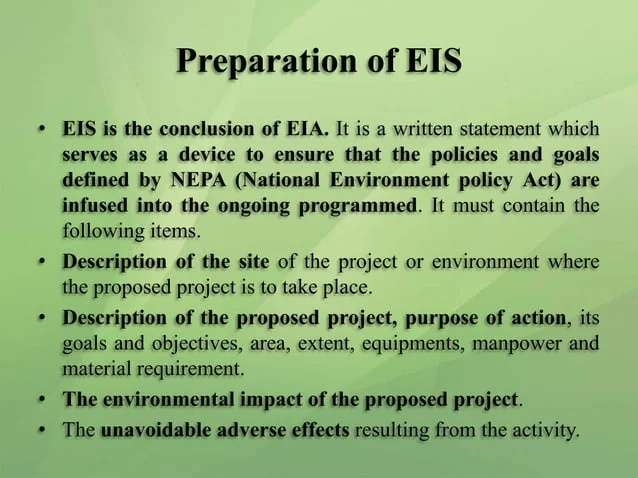 Preparation of EIS
• EIS is the conclusion of EIA. It is a written statement which
serves as a device to ensure that the policies and goals
defined by NEPA (National Environment policy Act) are
infused into the ongoing programmed. It must contain the
following items.
• Description of the site of the project or environment where
the proposed project is to take place.
• Description of the proposed project, purpose of action, its
goals and objectives, area, extent, equipments, manpower and
material requirement.
• The environmental impact of the proposed project.
• The unavoidable adverse effects resulting from the activity.